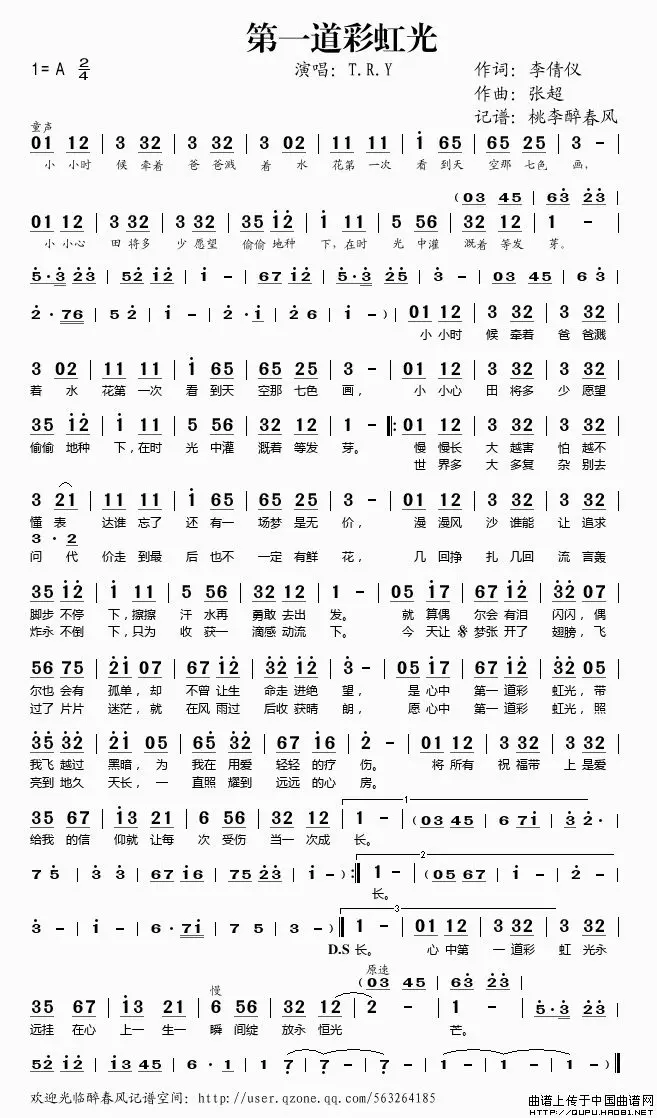 第一道彩虹光
1=A 2/4
演唱：T.R.Y
作词：李倩仪
作曲：张超
记谱：桃李醉春风
童声
01 12 | 3 32 | 3 32 | 3 02 | 11 11 | i 65 | 65 25 | 3 - |
小 小时 候 牵着 爸 爸溅 着 水 花第 一次 看 到天 空那 七色 画，
(03 45 | 63 23
01 12 | 3 32 | 3 32 | 35 i2 | i 11 | 5 56 | 32 12 | 1 - |
小 小心 田 将多 少 愿望 偷偷 地种 下，在时 光 中灌 溉着 等发 芽。
5·3 23 | 52 i2 | i - | 67 i2 | 5·3 25 | 3 - | 03 45 | 6 3 |
2·76 | 5 2 | i - | 2·i | 2 6 | i - ) | 01 12 | 3 32 | 3 32 |
小 小时 候 牵着 爸 爸溅
3 02 | 11 11 | i 65 | 65 25 | 3 - | 01 12 | 3 32 | 3 32 |
着 水 花第 一次 看 到天 空那 七色 画， 小 小心 田 将多 少 愿望
35 i2 | i 11 | 5 56 | 32 12 | 1 - |: 01 12 | 3 32 | 3 32 |
偷偷 地种 下，在时 光 中灌 溉着 等发 芽。 慢 慢长 大 越害 怕 越不
世 界多 大 多复 杂 别去
3 21 | 11 11 | i 65 | 65 25 | 3 - | 01 12 | 3 32 | 3 32 |
懂 表 达谁 忘了 还 有一 场梦 是无 价， 漫 漫风 沙 谁能 让 追求
3 · 2
问 代 价走 到最 后 也不 一定 有鲜 花， 几 回挣 扎 几回 流 言轰
35 i2 | i 11 | 5 56 | 32 12 | 1 - | 05 i7 | 67 i2 | 32 07 |
脚步 不停 下，擦擦 汗 水再 勇敢 去出 发。 就 算偶 尔会 有泪 闪闪，偶
炸永 不倒 下，只为 收 获一 滴感 动流 下。 今 天让 𝄋 梦张 开了 翅膀，飞
56 75 | 2i 07 | 67 i2 | 32 i2 | 3 - | 05 i7 | 67 i2 | 32 05 |
尔也 会有 孤单，却 不曾 让生 命走 进绝 望， 是 心中 第一 道彩 虹光，带
过了 片片 迷茫，就 在风 雨过 后收 获晴 朗， 愿 心中 第一 道彩 虹光，照
35 32 | 21 05 | 35 32 | 67 i6 | 2 - | 01 12 | 3 32 | 3 32 |
我飞 越过 黑暗，为 我在 用爱 轻轻 的疗 伤。 将 所有 祝 福带 上 是爱
亮到 地久 天长，一 直照 耀到 远远 的心 房。
1
35 67 | i3 21 | 6 56 | 32 12 | 1 - | (03 45 | 6 7i | 3 2· |
给我 的信 仰就 让每 次 受伤 当一 次成 长。
2
7 5 | 3 3 | 67 i6 | 75 23 | i - ) :| 1 - | (05 67 | i - | 2 - |
长。
3
3 - | i - | 6·7i | 7 5 | 3 - ) :| 1 - | 01 12 | 3 32 | 3 32 |
D.S 长。 心 中第 一 道彩 虹 光永
慢 原速
(03 45 | 63 23
35 67 | i3 21 | 6 56 | 32 12 | 2 - | 1 - | 5·3 23 |
远挂 在心 上一 生一 瞬 间绽 放永 恒光 芒。
52 i2 | 12 32 | 12 35 | 6·1 | 1 7 | 7 - | 7 - | 7 - ) ‖
欢迎光临醉春风记谱空间：http://user.qzone.qq.com/563264185
曲谱上传于中国曲谱网
HTTP://QUPU.HAO81.NET